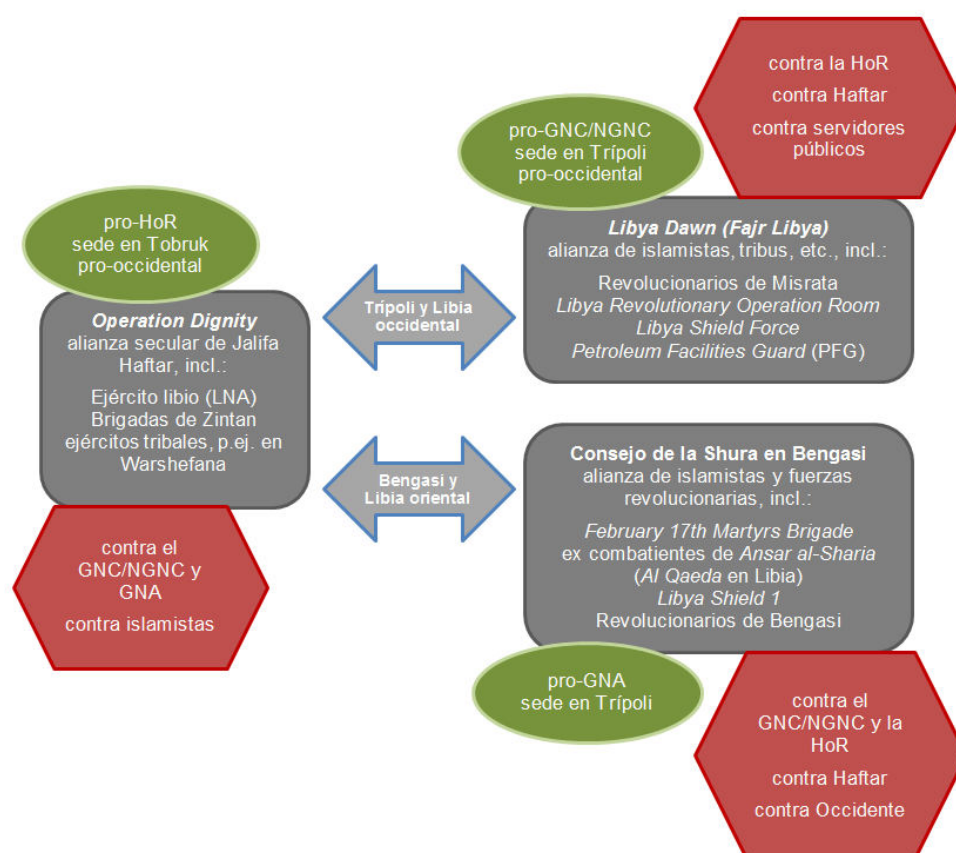 contra la HoR
contra Haftar
contra servidores
públicos
pro-GNC/NGNC
sede en Trípoli
pro-occidental
Libya Dawn (Fajr Libya)
alianza de islamistas, tribus, etc., incl.:
Revolucionarios de Misrata
Libya Revolutionary Operation Room
Libya Shield Force
Petroleum Facilities Guard (PFG)
pro-HoR
sede en Tobruk
pro-occidental
Operation Dignity
alianza secular de Jalifa
Haftar, incl.:
Ejército libio (LNA)
Brigadas de Zintan
ejércitos tribales, p.ej. en
Warshefana
contra el
GNC/NGNC y
GNA
contra islamistas
Trípoli y Libia
occidental
Bengasi y
Libia oriental
Consejo de la Shura en Bengasi
alianza de islamistas y fuerzas
revolucionarias, incl.:
February 17th Martyrs Brigade
ex combatientes de Ansar al-Sharia
(Al Qaeda en Libia)
Libya Shield 1
Revolucionarios de Bengasi
pro-GNA
sede en Trípoli
contra el
GNC/NGNC y la
HoR
contra Haftar
contra Occidente